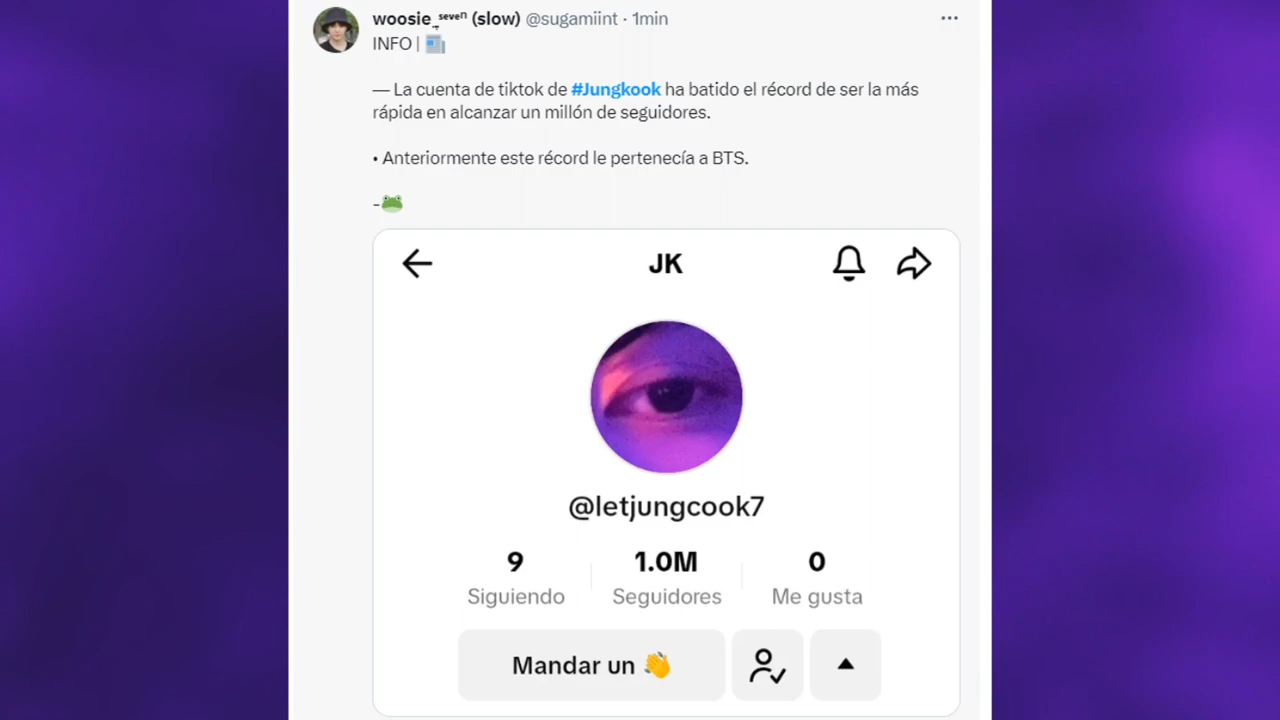 woosie ˢᵉᵛᵉⁿ (slow) @sugamiint · 1min
INFO | 📰
— La cuenta de tiktok de #Jungkook ha batido el récord de ser la más
rápida en alcanzar un millón de seguidores.
• Anteriormente este récord le pertenecía a BTS.
-🐸
JK
@letjungcook7
9 1.0M 0
Siguiendo Seguidores Me gusta
Mandar un 👋